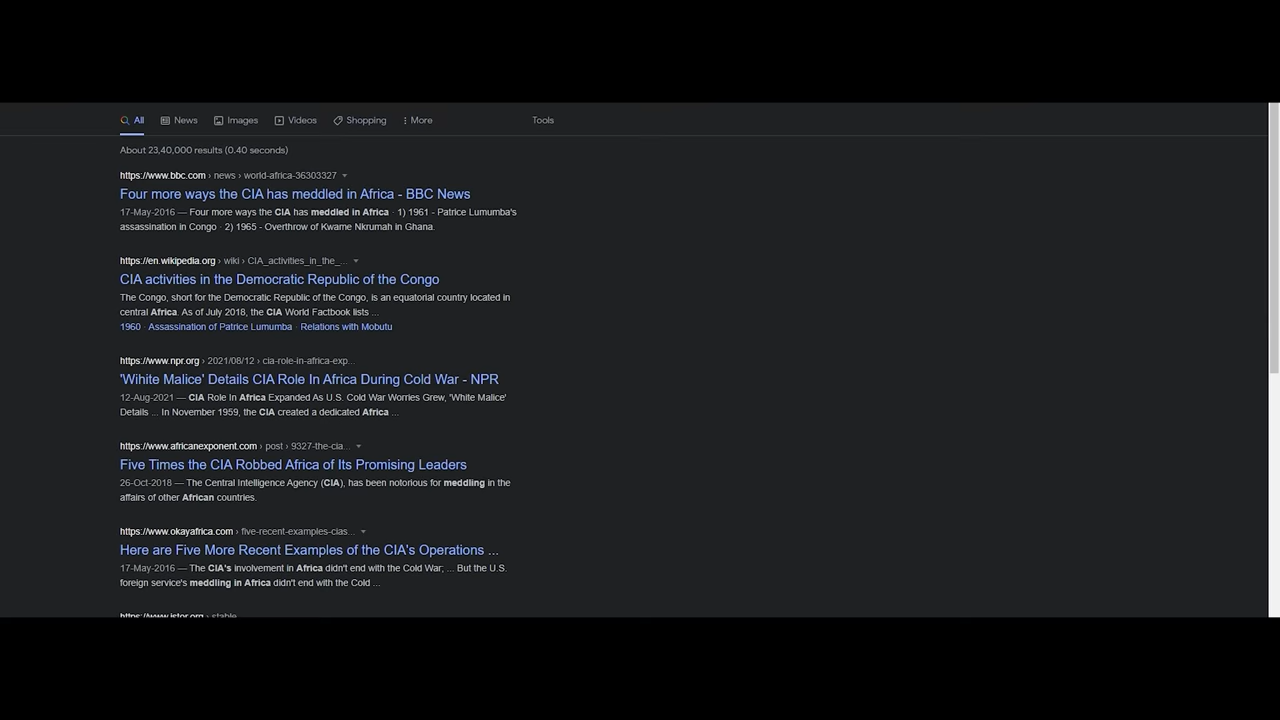 All News Images Videos Shopping More Tools
About 23,40,000 results (0.40 seconds)
https://www.bbc.com › news › world-africa-36303327
Four more ways the CIA has meddled in Africa - BBC News
17-May-2016 — Four more ways the CIA has meddled in Africa · 1) 1961 - Patrice Lumumba's
assassination in Congo · 2) 1965 - Overthrow of Kwame Nkrumah in Ghana.
https://en.wikipedia.org › wiki › CIA_activities_in_the_...
CIA activities in the Democratic Republic of the Congo
The Congo, short for the Democratic Republic of the Congo, is an equatorial country located in
central Africa. As of July 2018, the CIA World Factbook lists ...
1960 · Assassination of Patrice Lumumba · Relations with Mobutu
https://www.npr.org › 2021/08/12 › cia-role-in-africa-exp...
'White Malice' Details CIA Role In Africa During Cold War - NPR
12-Aug-2021 — CIA Role In Africa Expanded As U.S. Cold War Worries Grew, 'White Malice'
Details ... In November 1959, the CIA created a dedicated Africa ...
https://www.africanexponent.com › post › 9327-the-cia...
Five Times the CIA Robbed Africa of Its Promising Leaders
26-Oct-2018 — The Central Intelligence Agency (CIA), has been notorious for meddling in the
affairs of other African countries.
https://www.okayafrica.com › five-recent-examples-cias...
Here are Five More Recent Examples of the CIA's Operations ...
17-May-2016 — The CIA's involvement in Africa didn't end with the Cold War; ... But the U.S.
foreign service's meddling in Africa didn't end with the Cold ...
https://www.jstor.org › stable